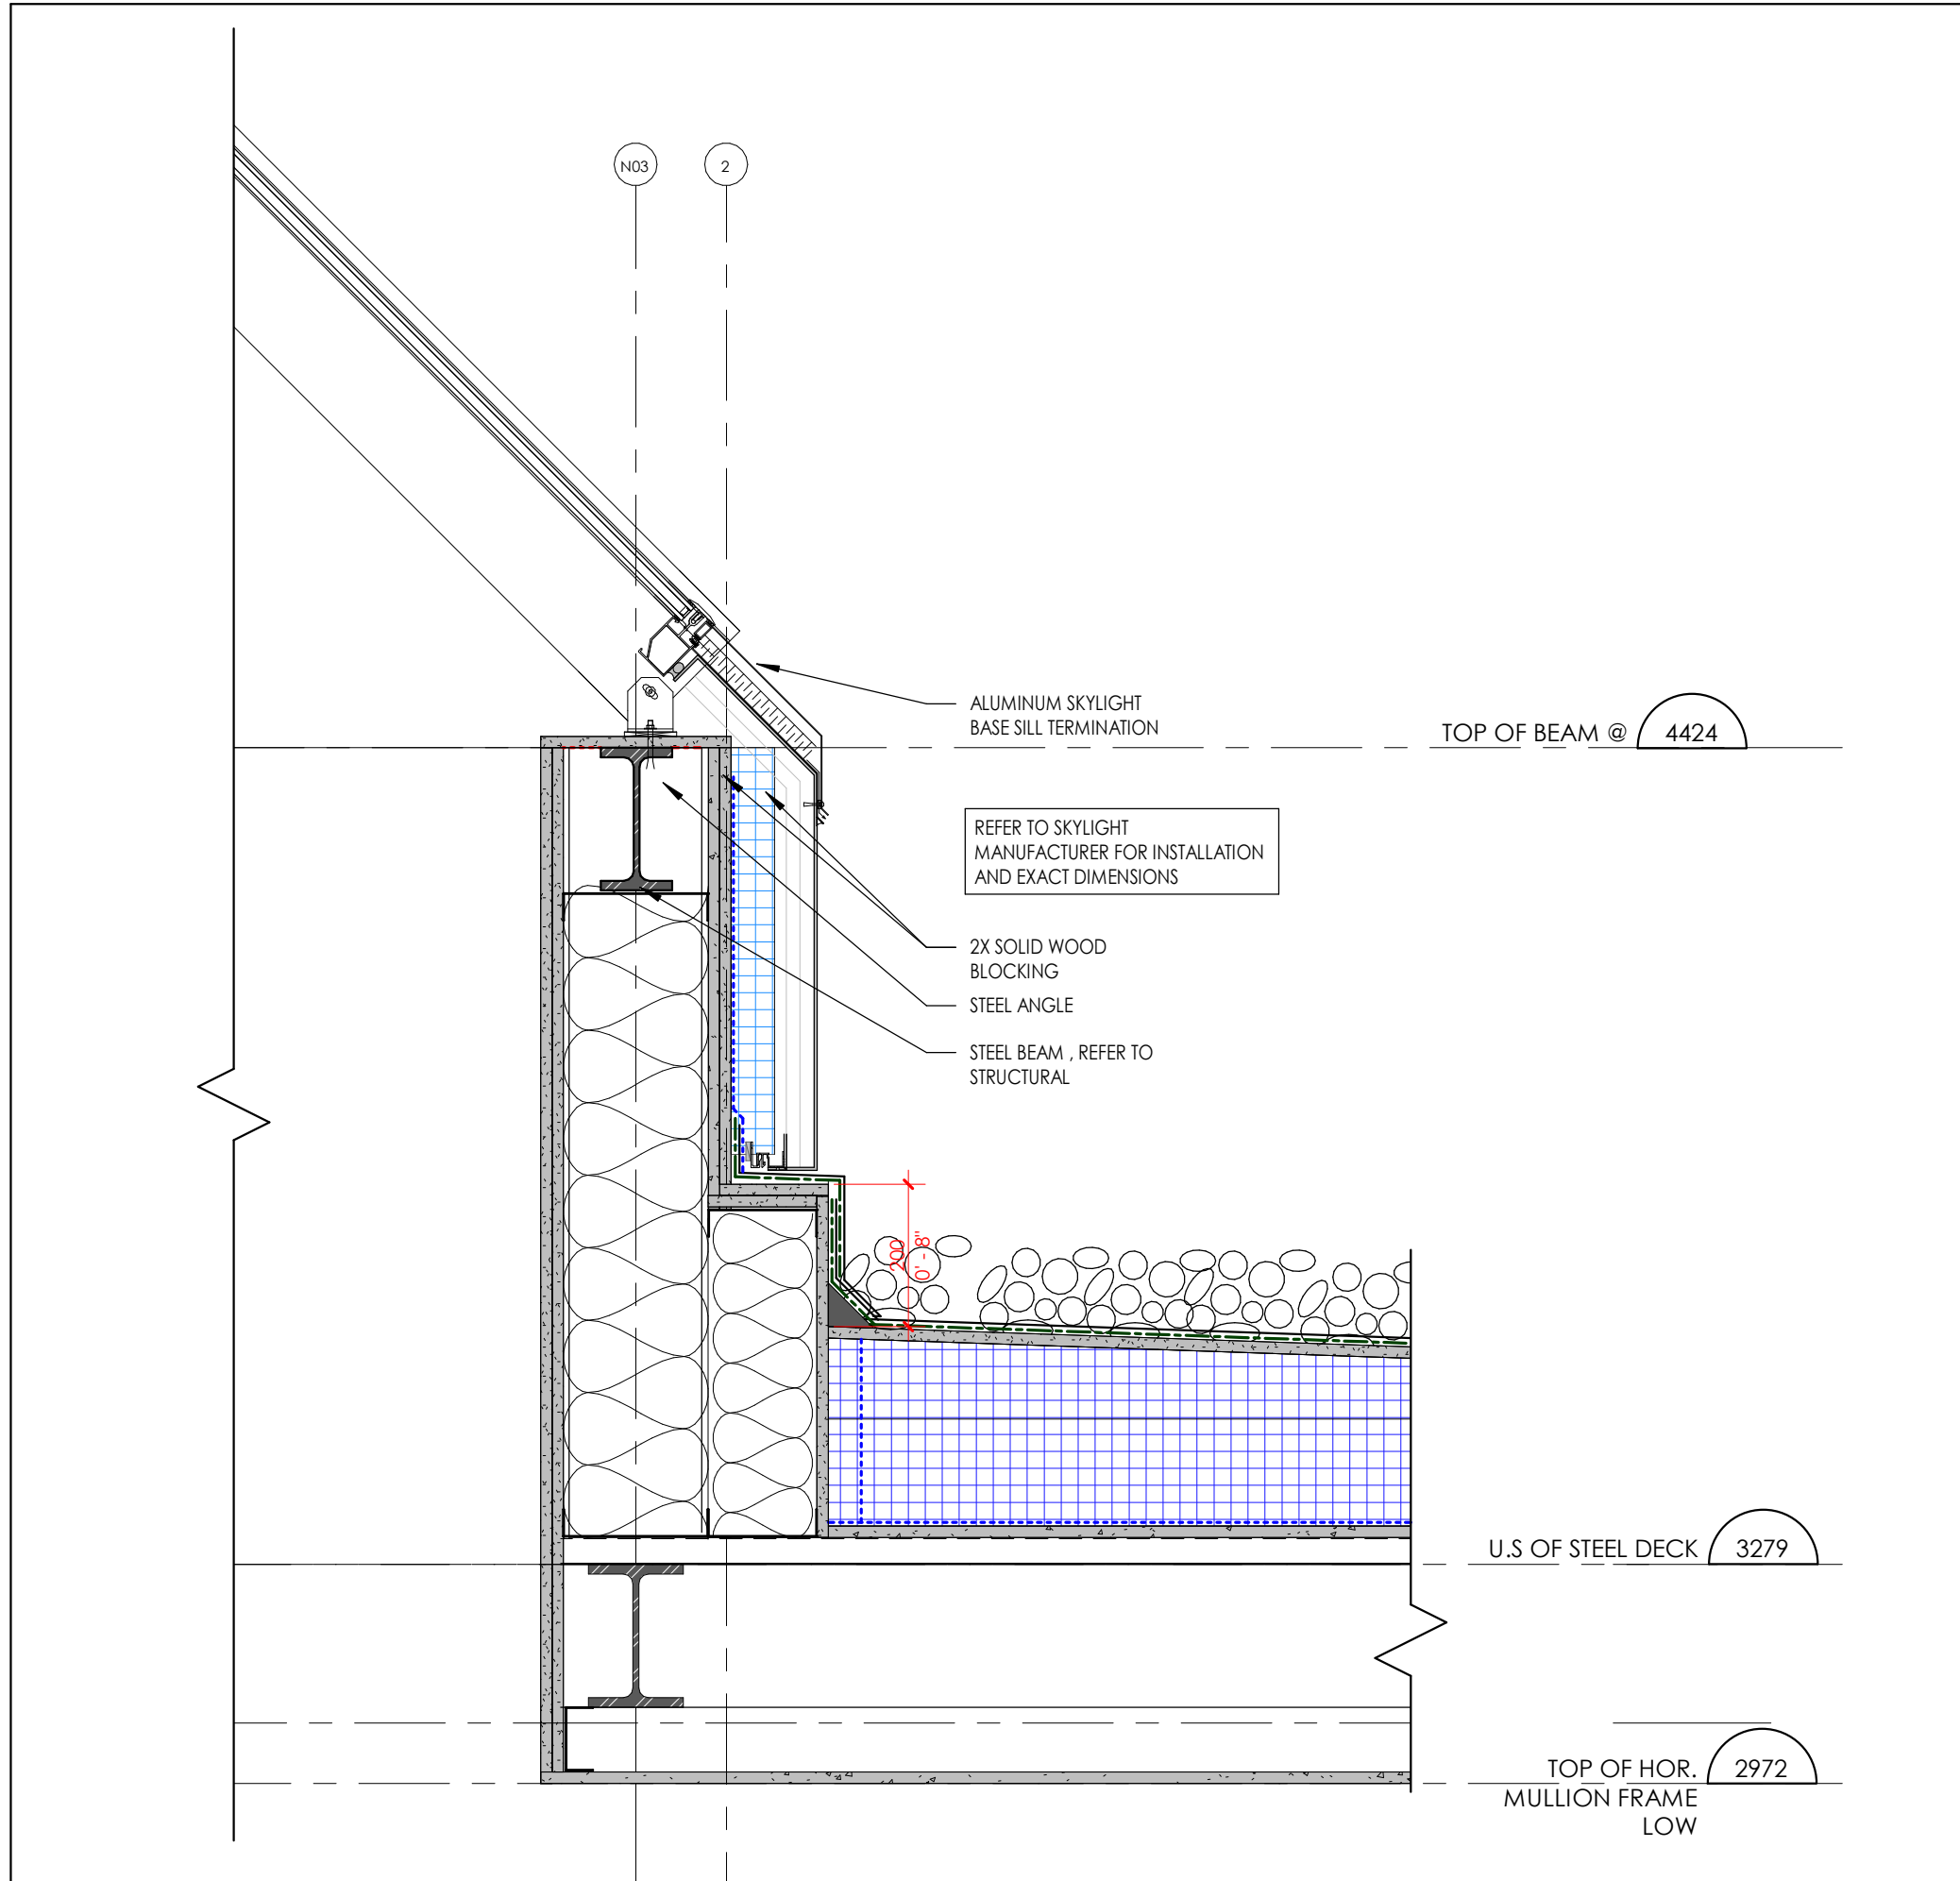 N03
2
ALUMINUM SKYLIGHT
BASE SILL TERMINATION
TOP OF BEAM @
4424
REFER TO SKYLIGHT
MANUFACTURER FOR INSTALLATION
AND EXACT DIMENSIONS
2X SOLID WOOD
BLOCKING
STEEL ANGLE
STEEL BEAM , REFER TO
STRUCTURAL
200
0' - 8"
U.S OF STEEL DECK
3279
TOP OF HOR.
MULLION FRAME
LOW
2972